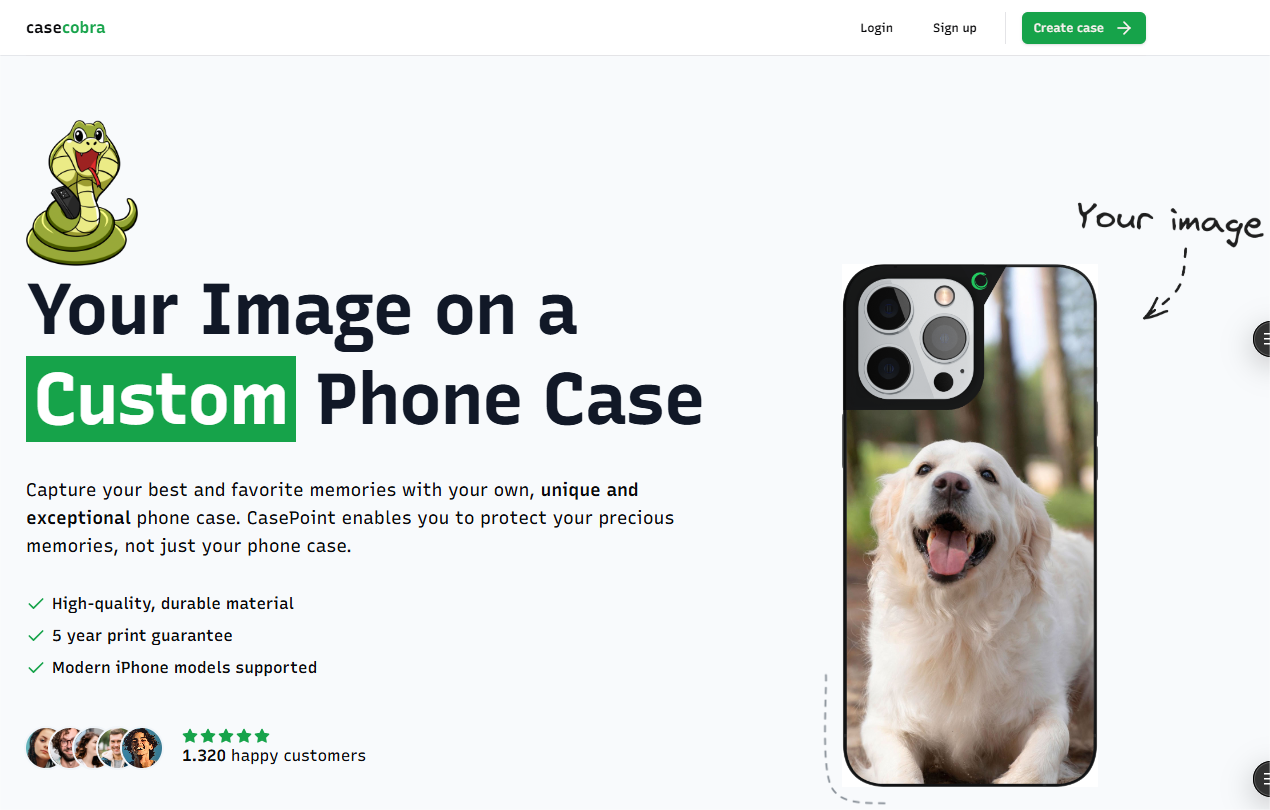 casecobra
Login
Sign up
Create case
Your image
Your Image on a
Custom Phone Case
Capture your best and favorite memories with your own, unique and
exceptional phone case. CasePoint enables you to protect your precious
memories, not just your phone case.
High-quality, durable material
5 year print guarantee
Modern iPhone models supported
1.320 happy customers